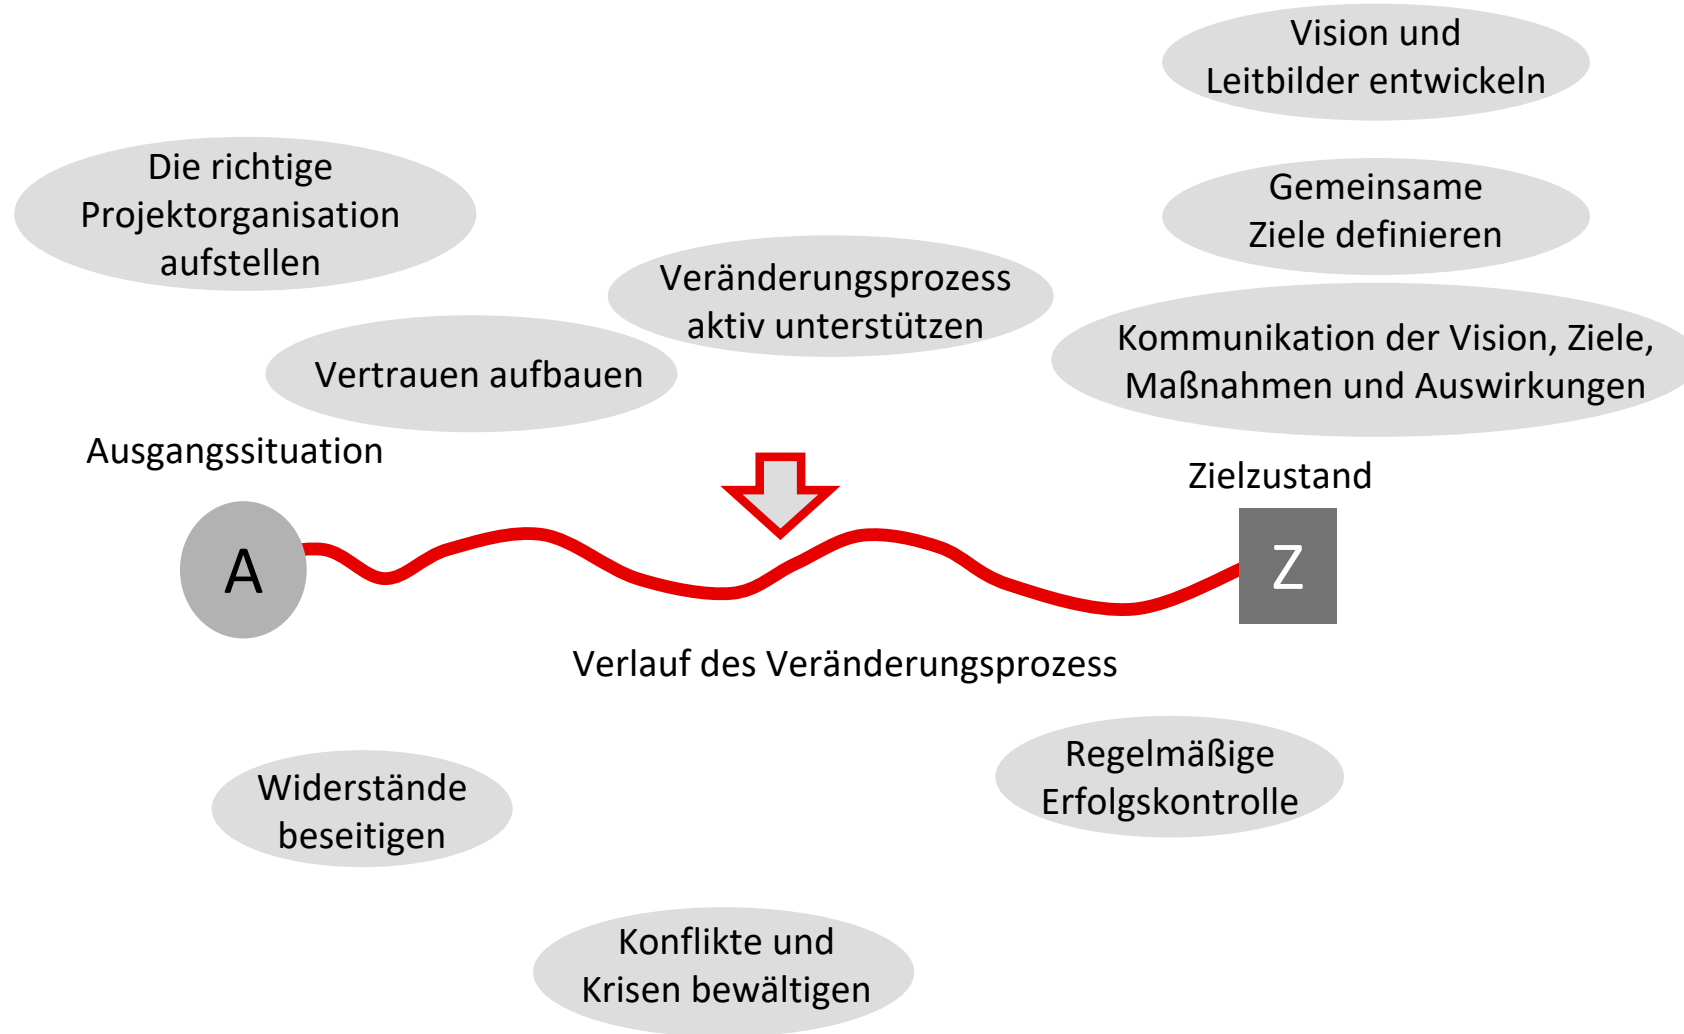 Vision und
Leitbilder entwickeln
Die richtige
Projektorganisation
aufstellen
Gemeinsame
Ziele definieren
Veränderungsprozess
aktiv unterstützen
Kommunikation der Vision, Ziele,
Maßnahmen und Auswirkungen
Vertrauen aufbauen
Ausgangssituation
Zielzustand
A
Z
Verlauf des Veränderungsprozess
Regelmäßige
Erfolgskontrolle
Widerstände
beseitigen
Konflikte und
Krisen bewältigen